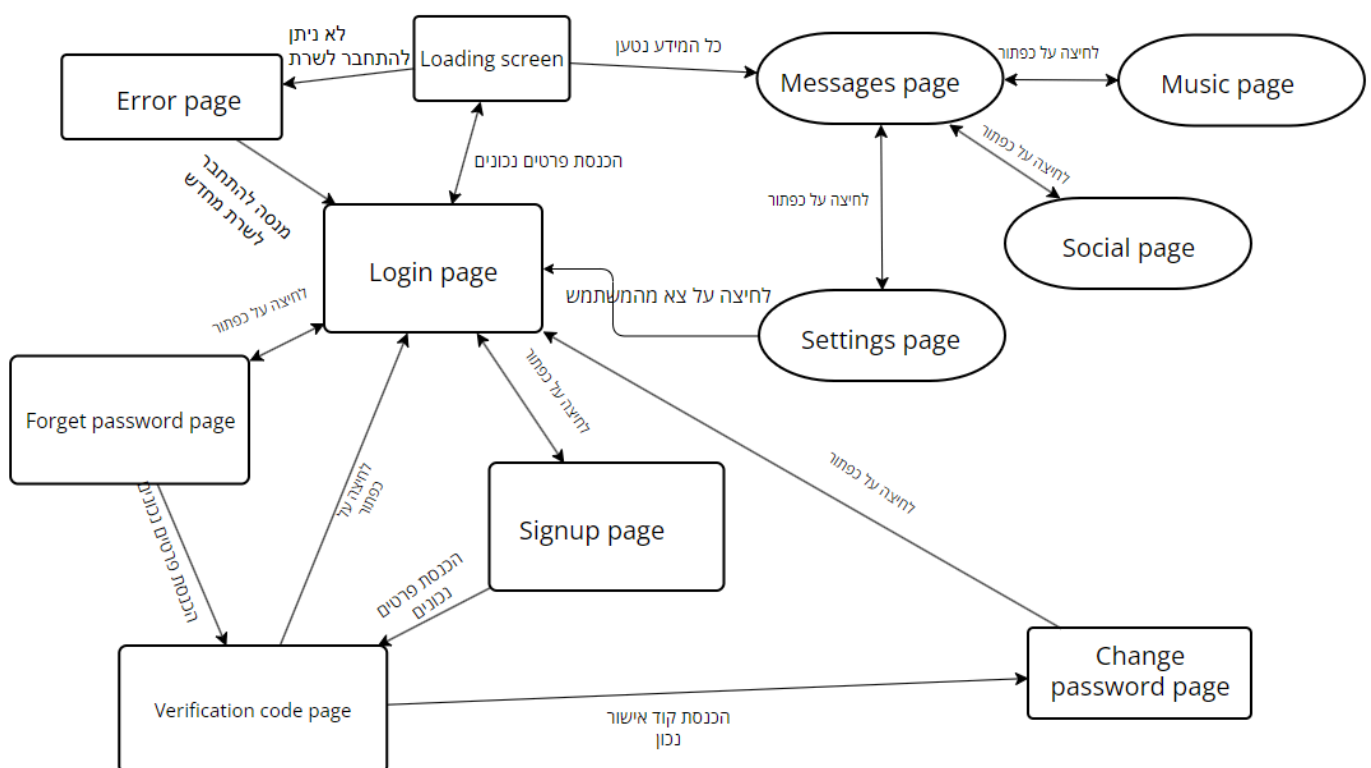 לא ניתן
להתחבר לשרת
Loading screen
כל המידע נטען
Messages page
לחיצה על כפתור
Music page
Error page
הכנסת פרטים נכונים
לחיצה על כפתור
מנסה להתחבר
לשרת מחדש
לחיצה על כפתור
Social page
Login page
לחיצה על צא מהמשתמש
Settings page
לחיצה על כפתור
Forget password page
לחיצה על כפתור
לחיצה על
כפתור
לחיצה על כפתור
הכנסת פרטים נכונים
Signup page
הכנסת פרטים
נכונים
Verification code page
הכנסת קוד אישור
נכון
Change
password page